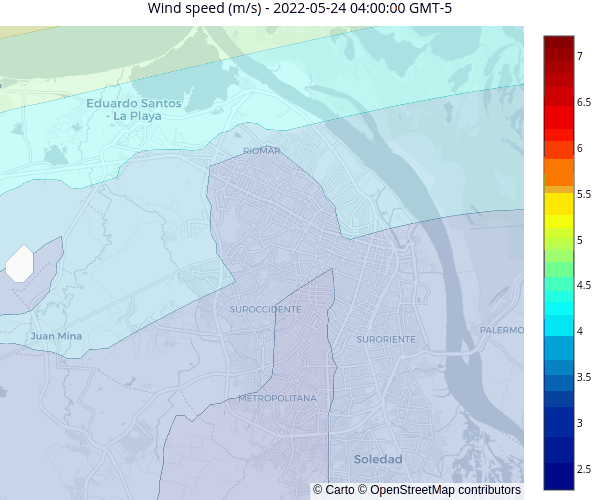 Wind speed (m/s) - 2022-05-24 04:00:00 GMT-5
7
6.5
6
5.5
5
4.5
4
3.5
3
2.5
Eduardo Santos
- La Playa
RIOMAR
SUROCCIDENTE
PALERMO
Juan Mina
SURORIENTE
METROPOLITANA
Soledad
© Carto © OpenStreetMap contributors